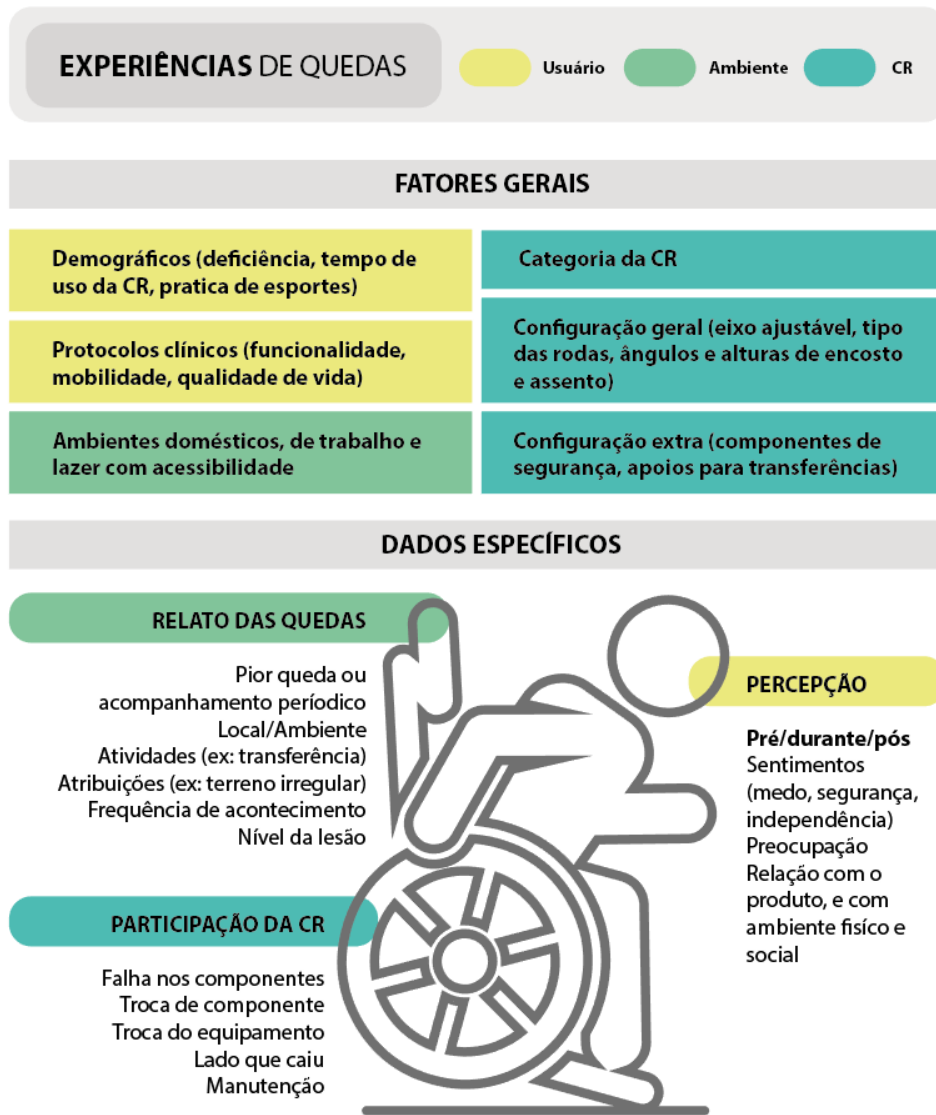 EXPERIÊNCIAS DE QUEDAS
Usuário
Ambiente
CR
FATORES GERAIS
Demográficos (deficiência, tempo de
uso da CR, pratica de esportes)
Protocolos clínicos (funcionalidade,
mobilidade, qualidade de vida)
Ambientes domésticos, de trabalho e
lazer com acessibilidade
Categoria da CR
Configuração geral (eixo ajustável, tipo
das rodas, ângulos e alturas de encosto
e assento)
Configuração extra (componentes de
segurança, apoios para transferências)
DADOS ESPECÍFICOS
RELATO DAS QUEDAS
Pior queda ou
acompanhamento períodico
Local/Ambiente
Atividades (ex: transferência)
Atribuições (ex: terreno irregular)
Frequência de acontecimento
Nível da lesão
PARTICIPAÇÃO DA CR
Falha nos componentes
Troca de componente
Troca do equipamento
Lado que caiu
Manutenção
PERCEPÇÃO
Pré/durante/pós
Sentimentos
(medo, segurança,
independência)
Preocupação
Relação com o
produto, e com
ambiente fisíco e
social